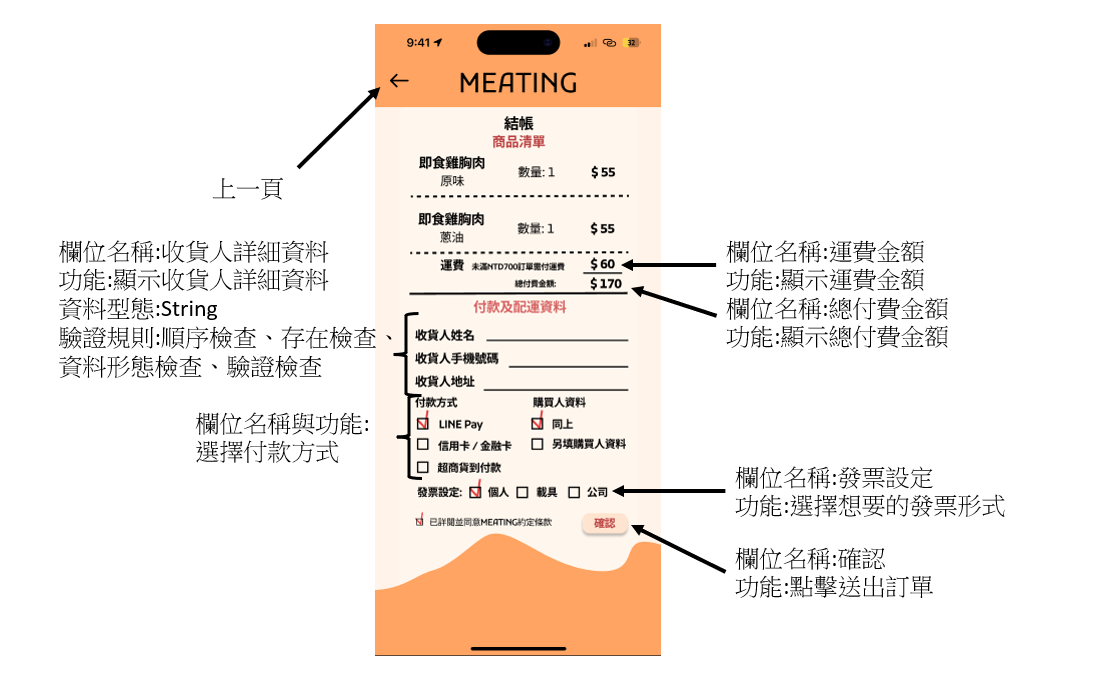 9:41
32
MEATING
結帳
商品清單
即食雞胸肉
原味
數量: 1
$ 55
即食雞胸肉
蔥油
數量: 1
$ 55
運費 未滿NTD700訂單需付運費 $ 60
總付費金額: $ 170
付款及配運資料
收貨人姓名
收貨人手機號碼
收貨人地址
付款方式
購買人資料
LINE Pay
同上
信用卡 / 金融卡
另填購買人資料
超商貨到付款
發票設定: 個人 載具 公司
已詳閱並同意MEATING約定條款
確認
上一頁
欄位名稱:收貨人詳細資料
功能:顯示收貨人詳細資料
資料型態:String
驗證規則:順序檢查、存在檢查、
資料形態檢查、驗證檢查
欄位名稱與功能:
選擇付款方式
欄位名稱:運費金額
功能:顯示運費金額
欄位名稱:總付費金額
功能:顯示總付費金額
欄位名稱:發票設定
功能:選擇想要的發票形式
欄位名稱:確認
功能:點擊送出訂單